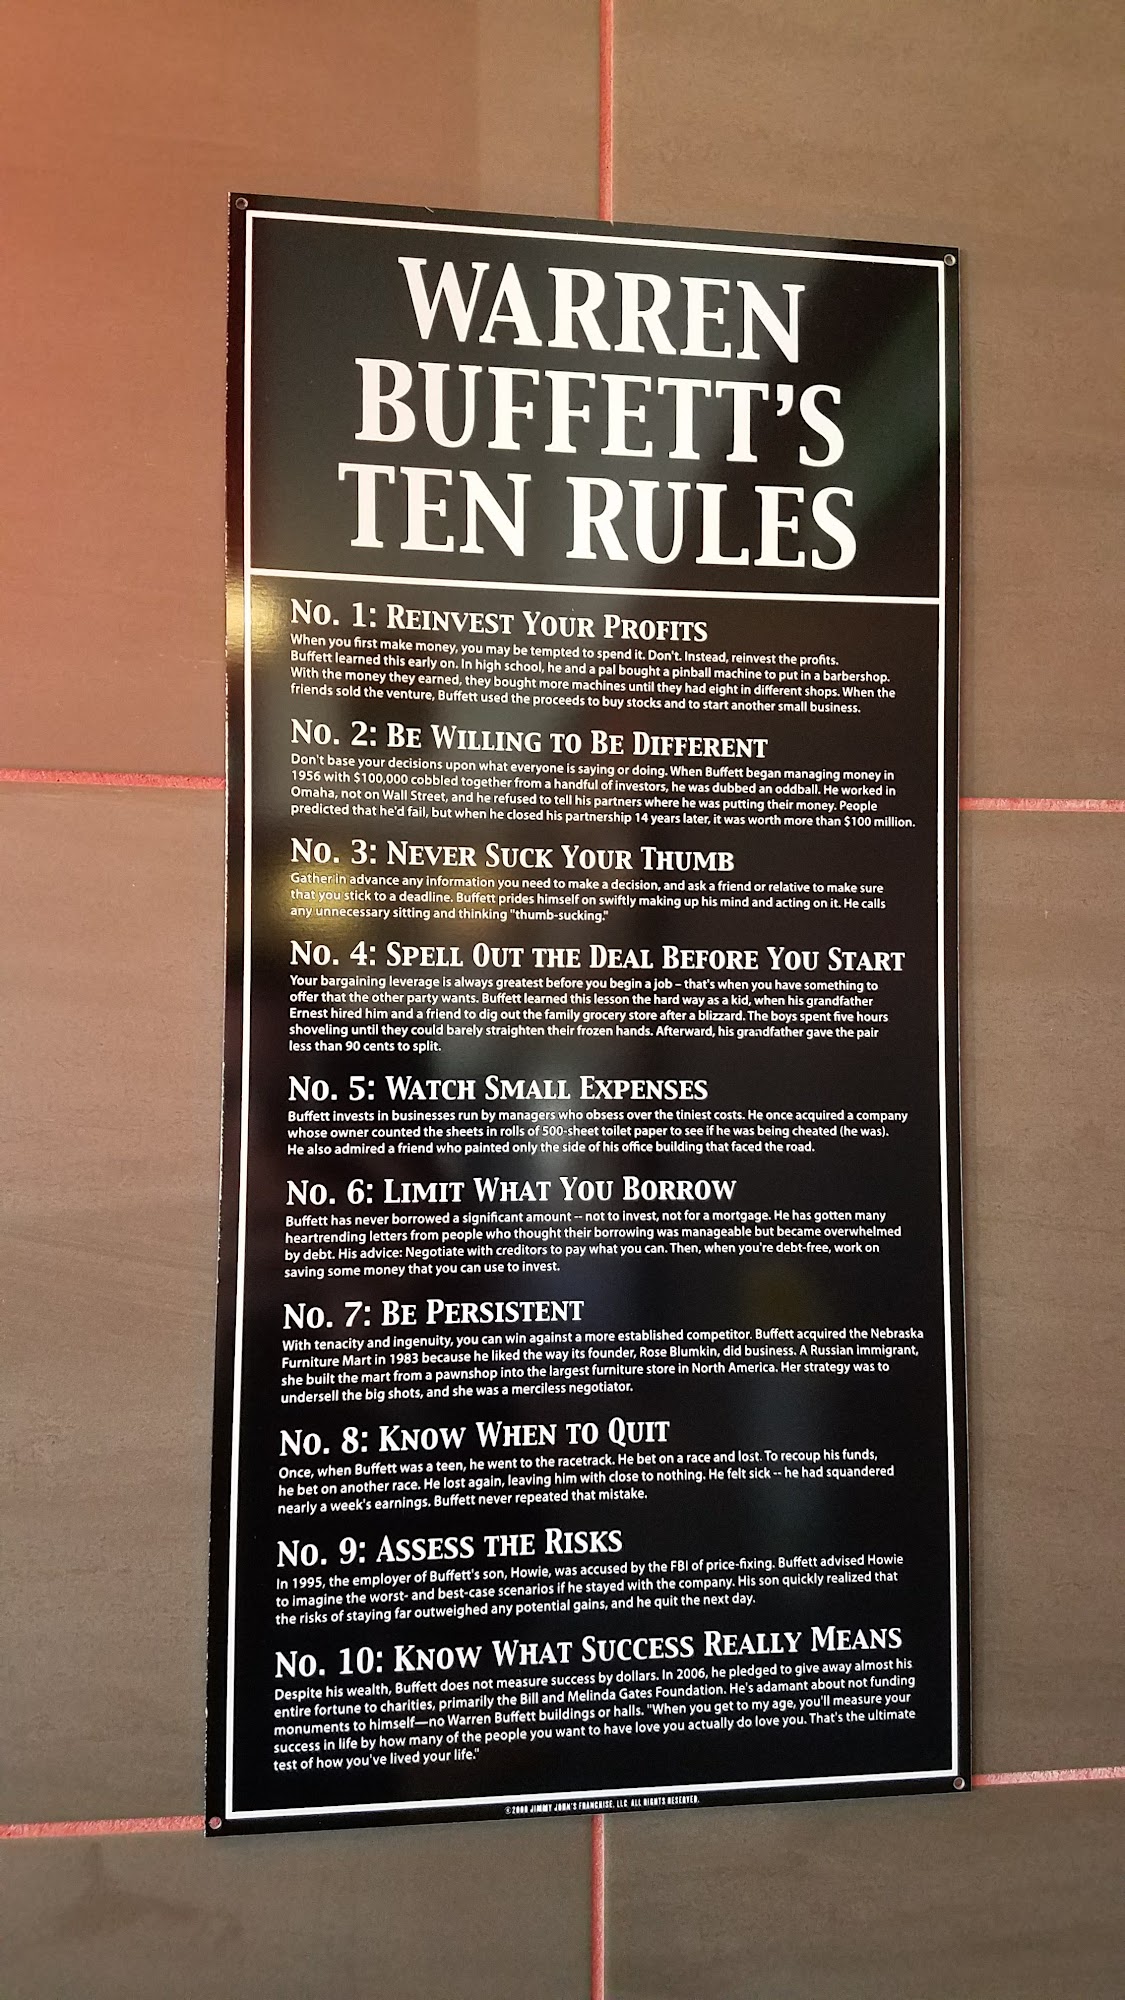 WARREN
BUFFETT'S
TEN RULES
No. 1: Reinvest Your Profits
When you first make money, you may be tempted to spend it. Don't. Instead, reinvest the profits.
Buffett learned this early on. In high school, he and a pal bought a pinball machine to put in a barbershop.
With the money they earned, they bought more machines until they had eight in different shops. When the
friends sold the venture, Buffett used the proceeds to buy stocks and to start another small business.
No. 2: Be Willing to Be Different
Don't base your decisions upon what everyone is saying or doing. When Buffett began managing money in
1956 with $100,000 cobbled together from a handful of investors, he was dubbed an oddball. He worked in
Omaha, not on Wall Street, and he refused to tell his partners where he was putting their money. People
predicted that he'd fail, but when he closed his partnership 14 years later, it was worth more than $100 million.
No. 3: Never Suck Your Thumb
Gather in advance any information you need to make a decision, and ask a friend or relative to make sure
that you stick to a deadline. Buffett prides himself on swiftly making up his mind and acting on it. He calls
any unnecessary sitting and thinking "thumb-sucking."
No. 4: Spell Out the Deal Before You Start
Your bargaining leverage is always greatest before you begin a job – that's when you have something to
offer that the other party wants. Buffett learned this lesson the hard way as a kid, when his grandfather
Ernest hired him and a friend to dig out the family grocery store after a blizzard. The boys spent five hours
shoveling until they could barely straighten their frozen hands. Afterward, his grandfather gave the pair
less than 90 cents to split.
No. 5: Watch Small Expenses
Buffett invests in businesses run by managers who obsess over the tiniest costs. He once acquired a company
whose owner counted the sheets in rolls of 500-sheet toilet paper to see if he was being cheated (he was).
He also admired a friend who painted only the side of his office building that faced the road.
No. 6: Limit What You Borrow
Buffett has never borrowed a significant amount -- not to invest, not for a mortgage. He has gotten many
heartrending letters from people who thought their borrowing was manageable but became overwhelmed
by debt. His advice: Negotiate with creditors to pay what you can. Then, when you're debt-free, work on
saving some money that you can use to invest.
No. 7: Be Persistent
With tenacity and ingenuity, you can win against a more established competitor. Buffett acquired the Nebraska
Furniture Mart in 1983 because he liked the way its founder, Rose Blumkin, did business. A Russian immigrant,
she built the mart from a pawnshop into the largest furniture store in North America. Her strategy was to
undersell the big shots, and she was a merciless negotiator.
No. 8: Know When to Quit
Once, when Buffett was a teen, he went to the racetrack. He bet on a race and lost. To recoup his funds,
he bet on another race. He lost again, leaving him with close to nothing. He felt sick -- he had squandered
nearly a week's earnings. Buffett never repeated that mistake.
No. 9: Assess the Risks
In 1995, the employer of Buffett's son, Howie, was accused by the FBI of price-fixing. Buffett advised Howie
to imagine the worst- and best-case scenarios if he stayed with the company. His son quickly realized that
the risks of staying far outweighed any potential gains, and he quit the next day.
No. 10: Know What Success Really Means
Despite his wealth, Buffett does not measure success by dollars. In 2006, he pledged to give away almost his
entire fortune to charities, primarily the Bill and Melinda Gates Foundation. He's adamant about not funding
monuments to himself—no Warren Buffett buildings or halls. "When you get to my age, you'll measure your
success in life by how many of the people you want to have love you actually do love you. That's the ultimate
test of how you've lived your life."
JIMMY JOHN'S FRANCHISE, LLC ALL RIGHTS RESERVED.